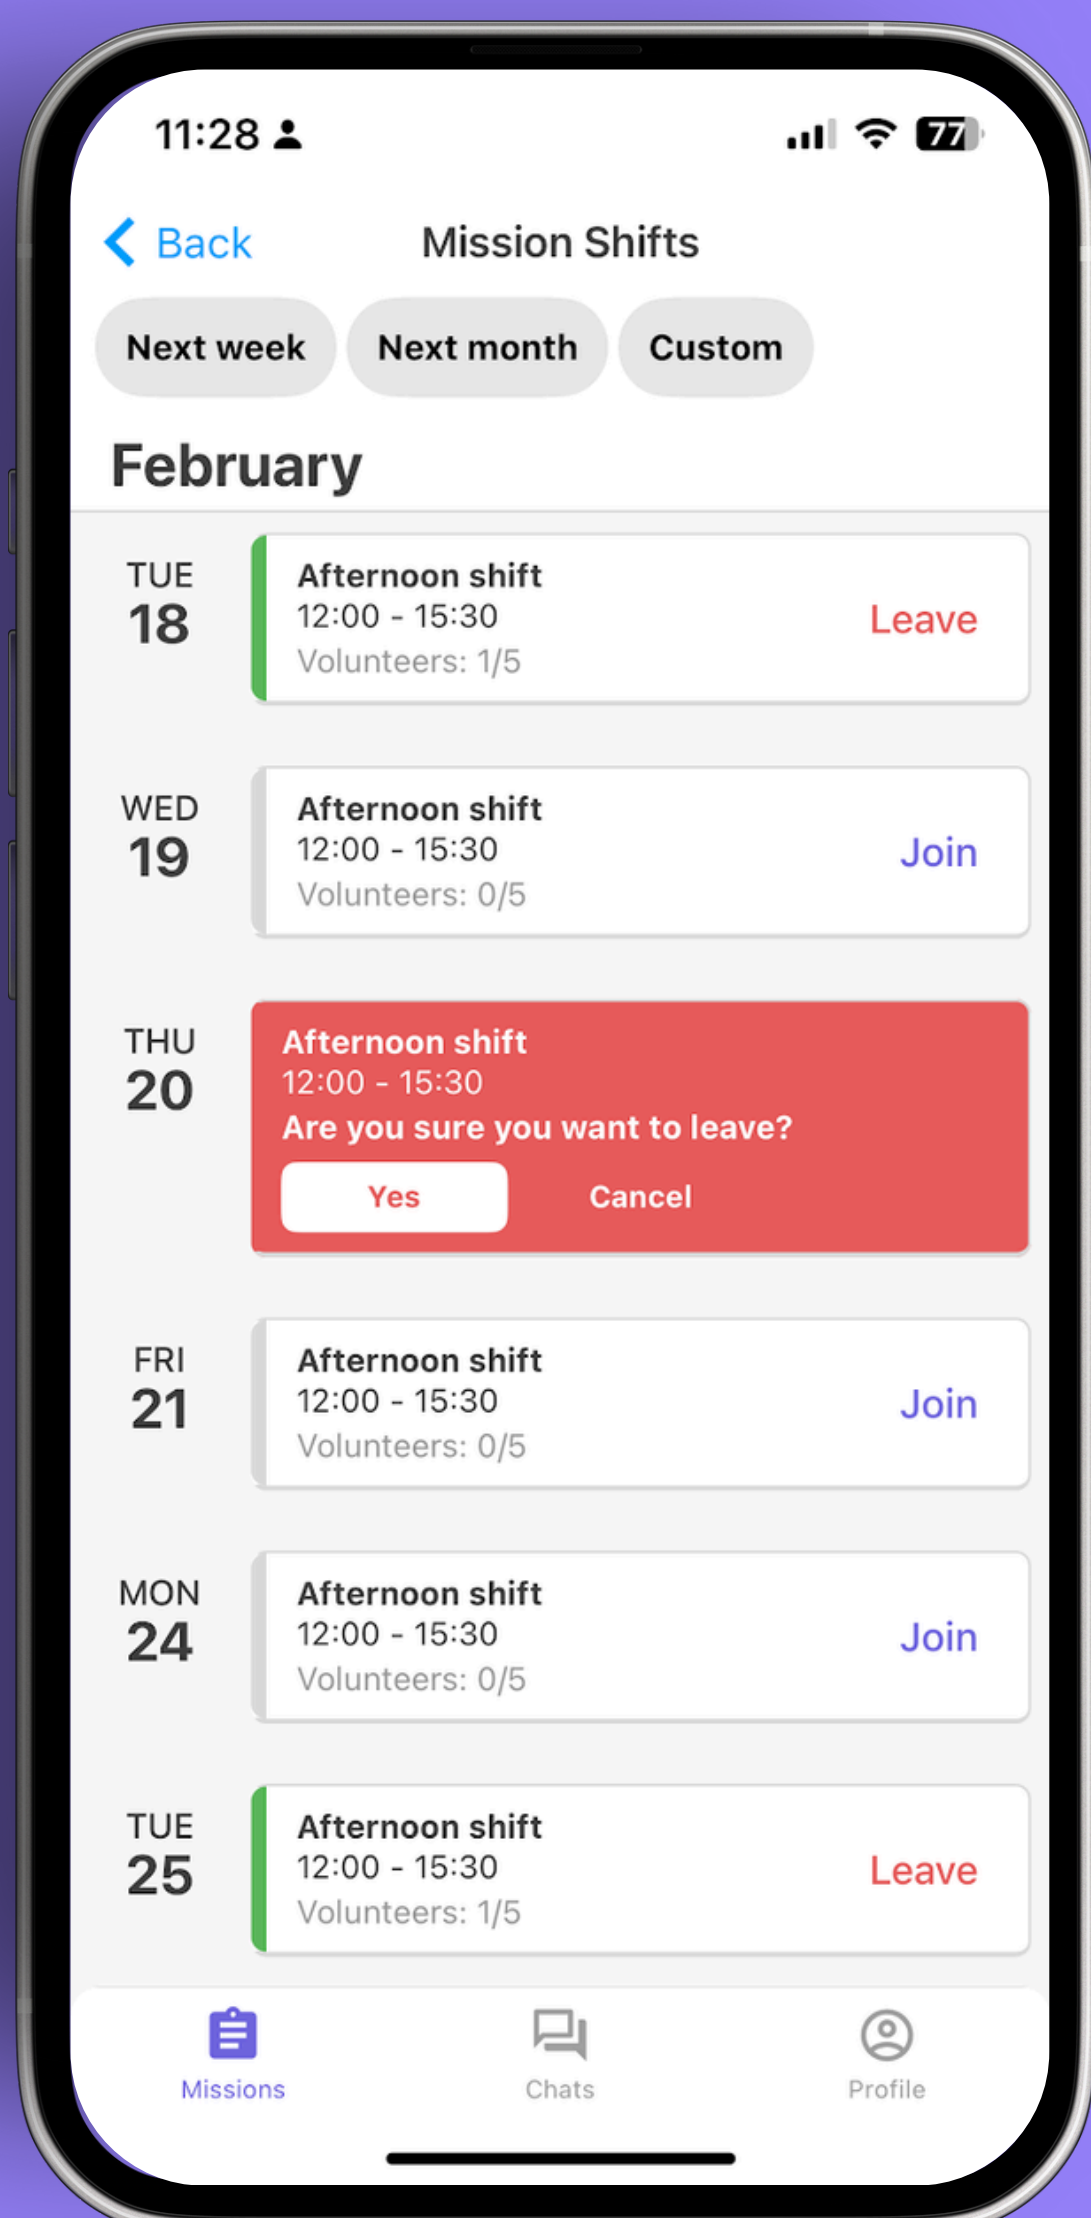 11:28
77
Back
Mission Shifts
Next week
Next month
Custom
February
TUE
18
Afternoon shift
12:00 - 15:30
Volunteers: 1/5
Leave
WED
19
Afternoon shift
12:00 - 15:30
Volunteers: 0/5
Join
THU
20
Afternoon shift
12:00 - 15:30
Are you sure you want to leave?
Yes
Cancel
FRI
21
Afternoon shift
12:00 - 15:30
Volunteers: 0/5
Join
MON
24
Afternoon shift
12:00 - 15:30
Volunteers: 0/5
Join
TUE
25
Afternoon shift
12:00 - 15:30
Volunteers: 1/5
Leave
Missions
Chats
Profile